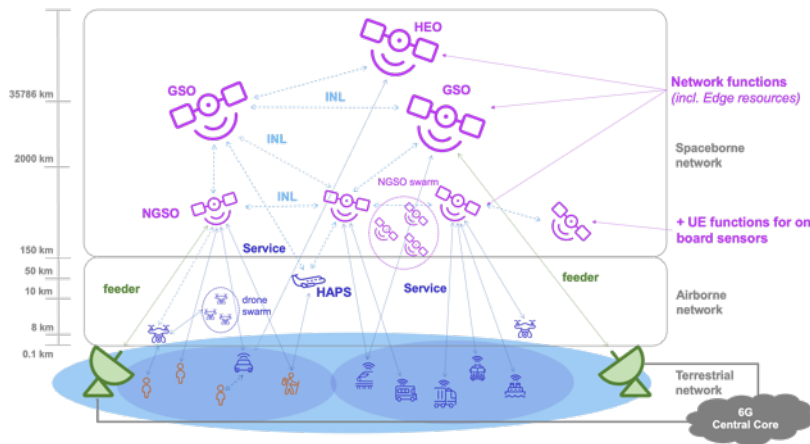 HEO
35786 km
GSO
INL
GSO
Network functions
(incl. Edge resources)
INL
Spaceborne
network
2000 km
NGSO swarm
NGSO
INL
+ UE functions for on
board sensors
Service
150 km
50 km
feeder
HAPS
Service
feeder
10 km
drone
swarm
Airborne
network
8 km
0.1 km
Terrestrial
network
6G
Central Core